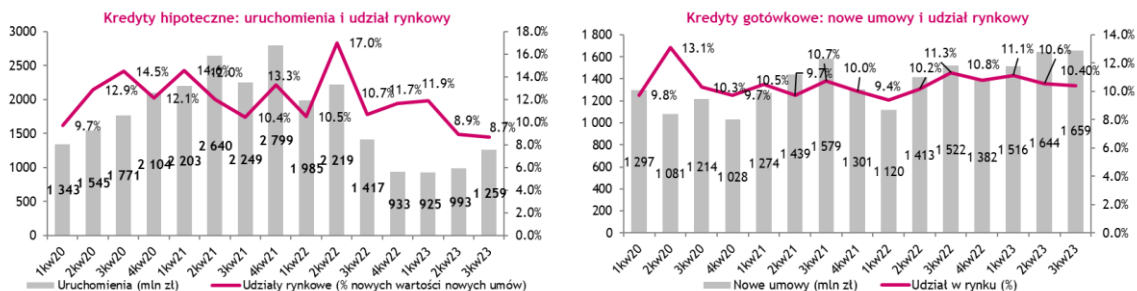 Kredyty hipoteczne: uruchomienia i udział rynkowy
3000
2500
2000
1500
1000
500
0
18.0%
16.0%
14.0%
12.0%
10.0%
8.0%
6.0%
4.0%
2.0%
0.0%
9.7%
12.9%
14.5%
12.1%
14.6%
12.0%
10.4%
13.3%
10.5%
17.0%
10.7%
11.7%
11.9%
8.9%
8.7%
1 343
1 545
1 771
2 104
2 203
2 640
2 249
2 799
1 985
2 219
1 417
933
925
993
1 259
1kw20
2kw20
3kw20
4kw20
1kw21
2kw21
3kw21
4kw21
1kw22
2kw22
3kw22
4kw22
1kw23
2kw23
3kw23
Uruchomienia (mln zł)
Udziały rynkowe (% nowych wartości nowych umów)
Kredyty gotówkowe: nowe umowy i udział rynkowy
1 800
1 600
1 400
1 200
1 000
800
600
400
200
0
14.0%
12.0%
10.0%
8.0%
6.0%
4.0%
2.0%
0.0%
9.8%
13.1%
10.3%
9.7%
10.5%
9.7%
10.7%
10.0%
9.4%
10.2%
11.3%
10.8%
11.1%
10.6%
10.40%
1 297
1 081
1 214
1 028
1 274
1 439
1 579
1 301
1 120
1 413
1 522
1 382
1 516
1 644
1 659
1kw20
2kw20
3kw20
4kw20
1kw21
2kw21
3kw21
4kw21
1kw22
2kw22
3kw22
4kw22
1kw23
2kw23
3kw23
Nowe umowy (mln zł)
Udział w rynku (%)